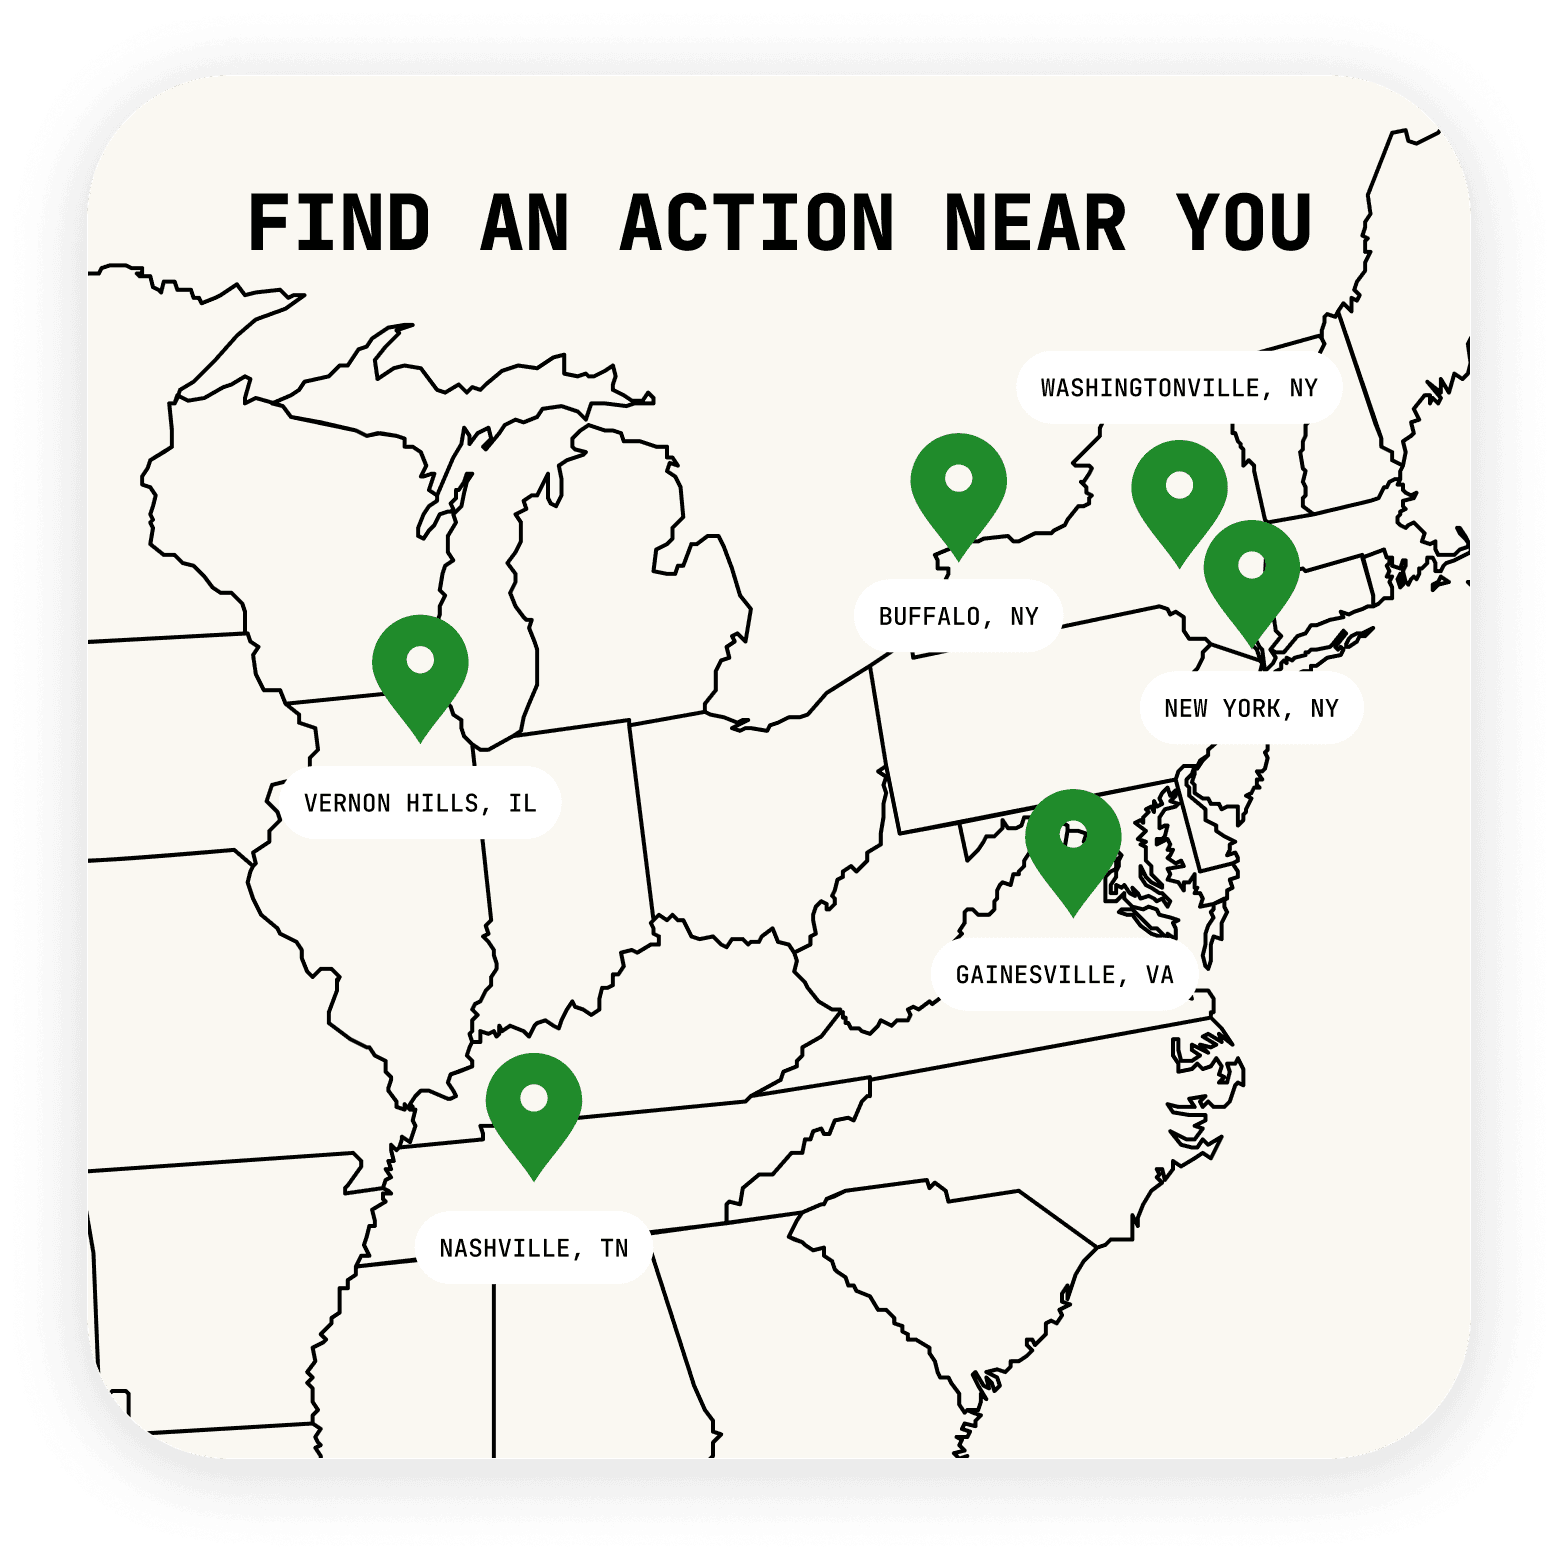 FIND AN ACTION NEAR YOU
WASHINGTONVILLE, NY
BUFFALO, NY
NEW YORK, NY
VERNON HILLS, IL
GAINESVILLE, VA
NASHVILLE, TN